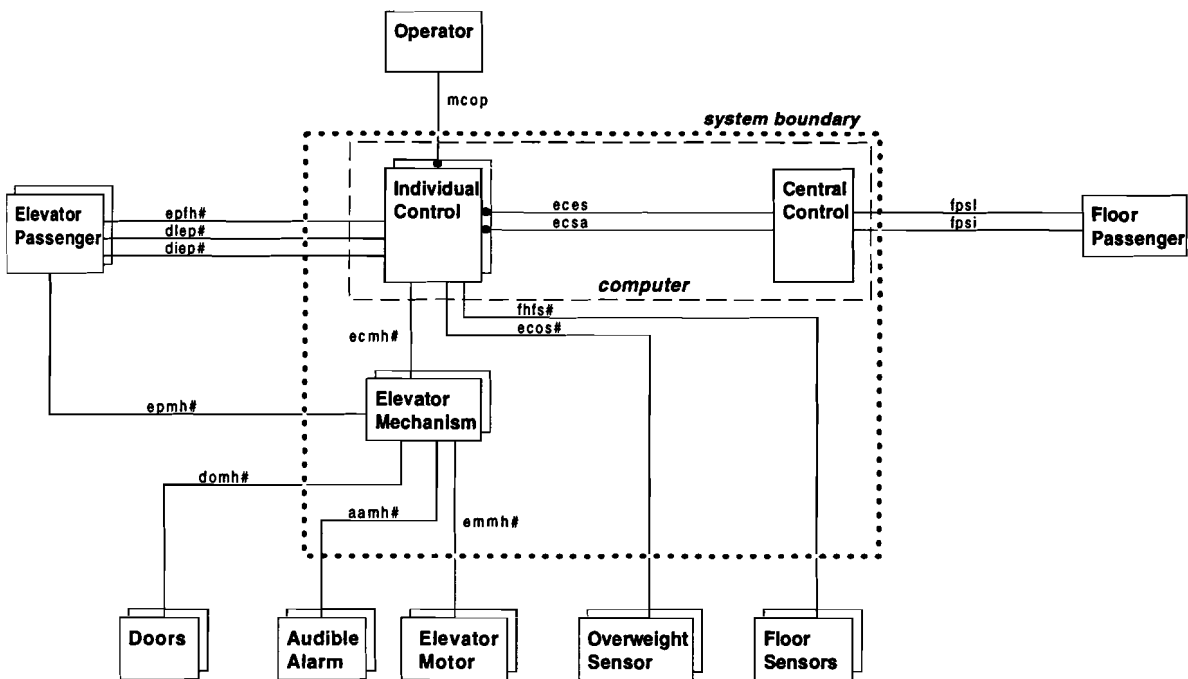 Operator
mcop
system boundary
Individual
Control
Central
Control
Elevator
Passenger
epfh#
dlep#
diep#
eces
ecsa
fpsl
fpsi
Floor
Passenger
computer
fhfs#
ecos#
ecmh#
Elevator
Mechanism
epmh#
domh#
aamh#
emmh#
Doors
Audible
Alarm
Elevator
Motor
Overweight
Sensor
Floor
Sensors